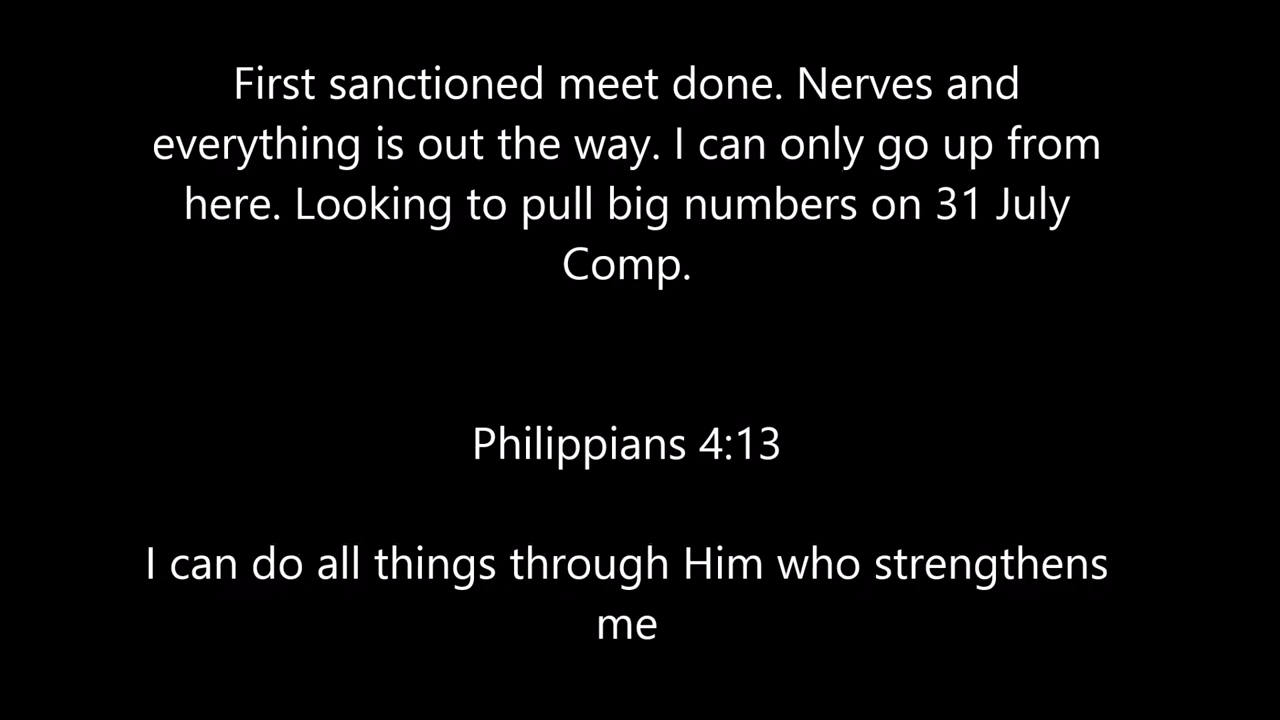 First sanctioned meet done. Nerves and
everything is out the way. I can only go up from
here. Looking to pull big numbers on 31 July
Comp.
Philippians 4:13
I can do all things through Him who strengthens
me